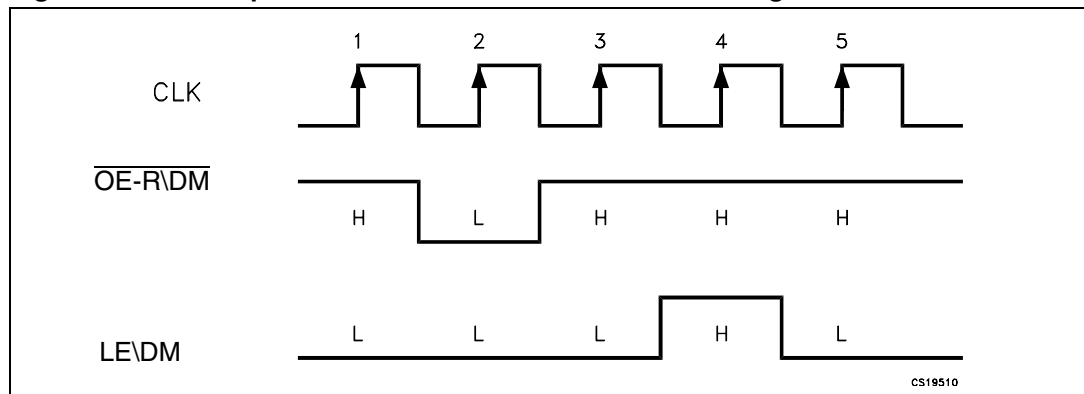 1 2 3 4 5
CLK
OE-R\DM
H L H H H
L L L H L
LE\DM
CS19510